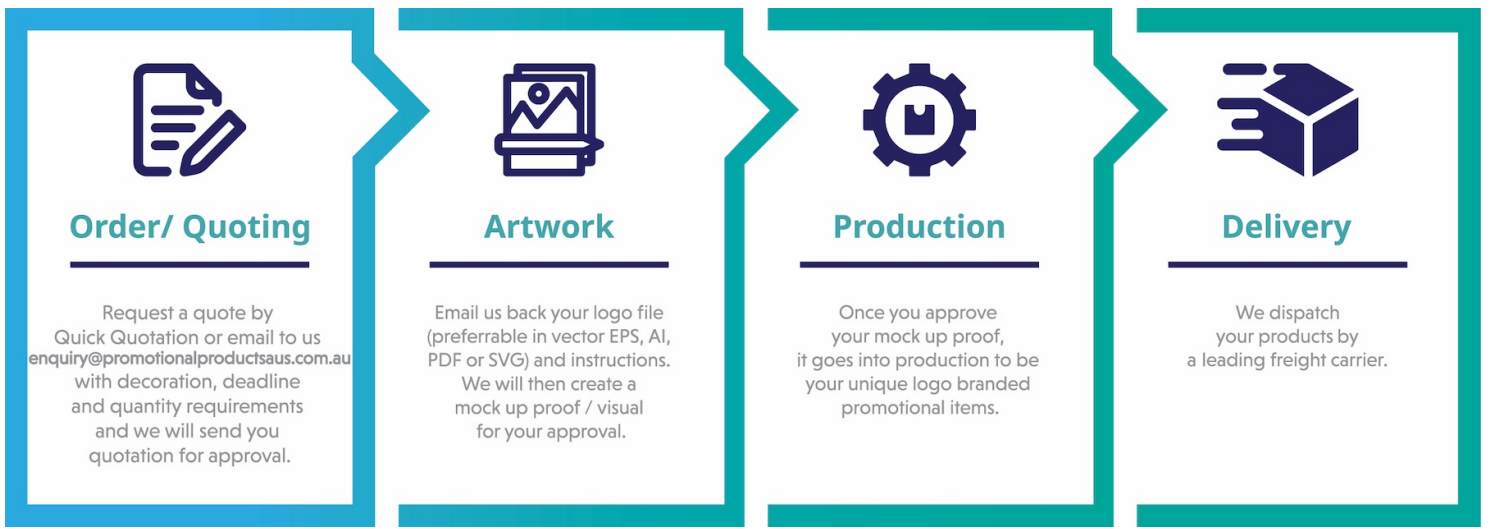 Order/ Quoting
Request a quote by
Quick Quotation or email to us
enquiry@promotionalproductsaus.com.au
with decoration, deadline
and quantity requirements
and we will send you
quotation for approval.
Artwork
Email us back your logo file
(preferrable in vector EPS, AI,
PDF or SVG) and instructions.
We will then create a
mock up proof / visual
for your approval.
Production
Once you approve
your mock up proof,
it goes into production to be
your unique logo branded
promotional items.
Delivery
We dispatch
your products by
a leading freight carrier.